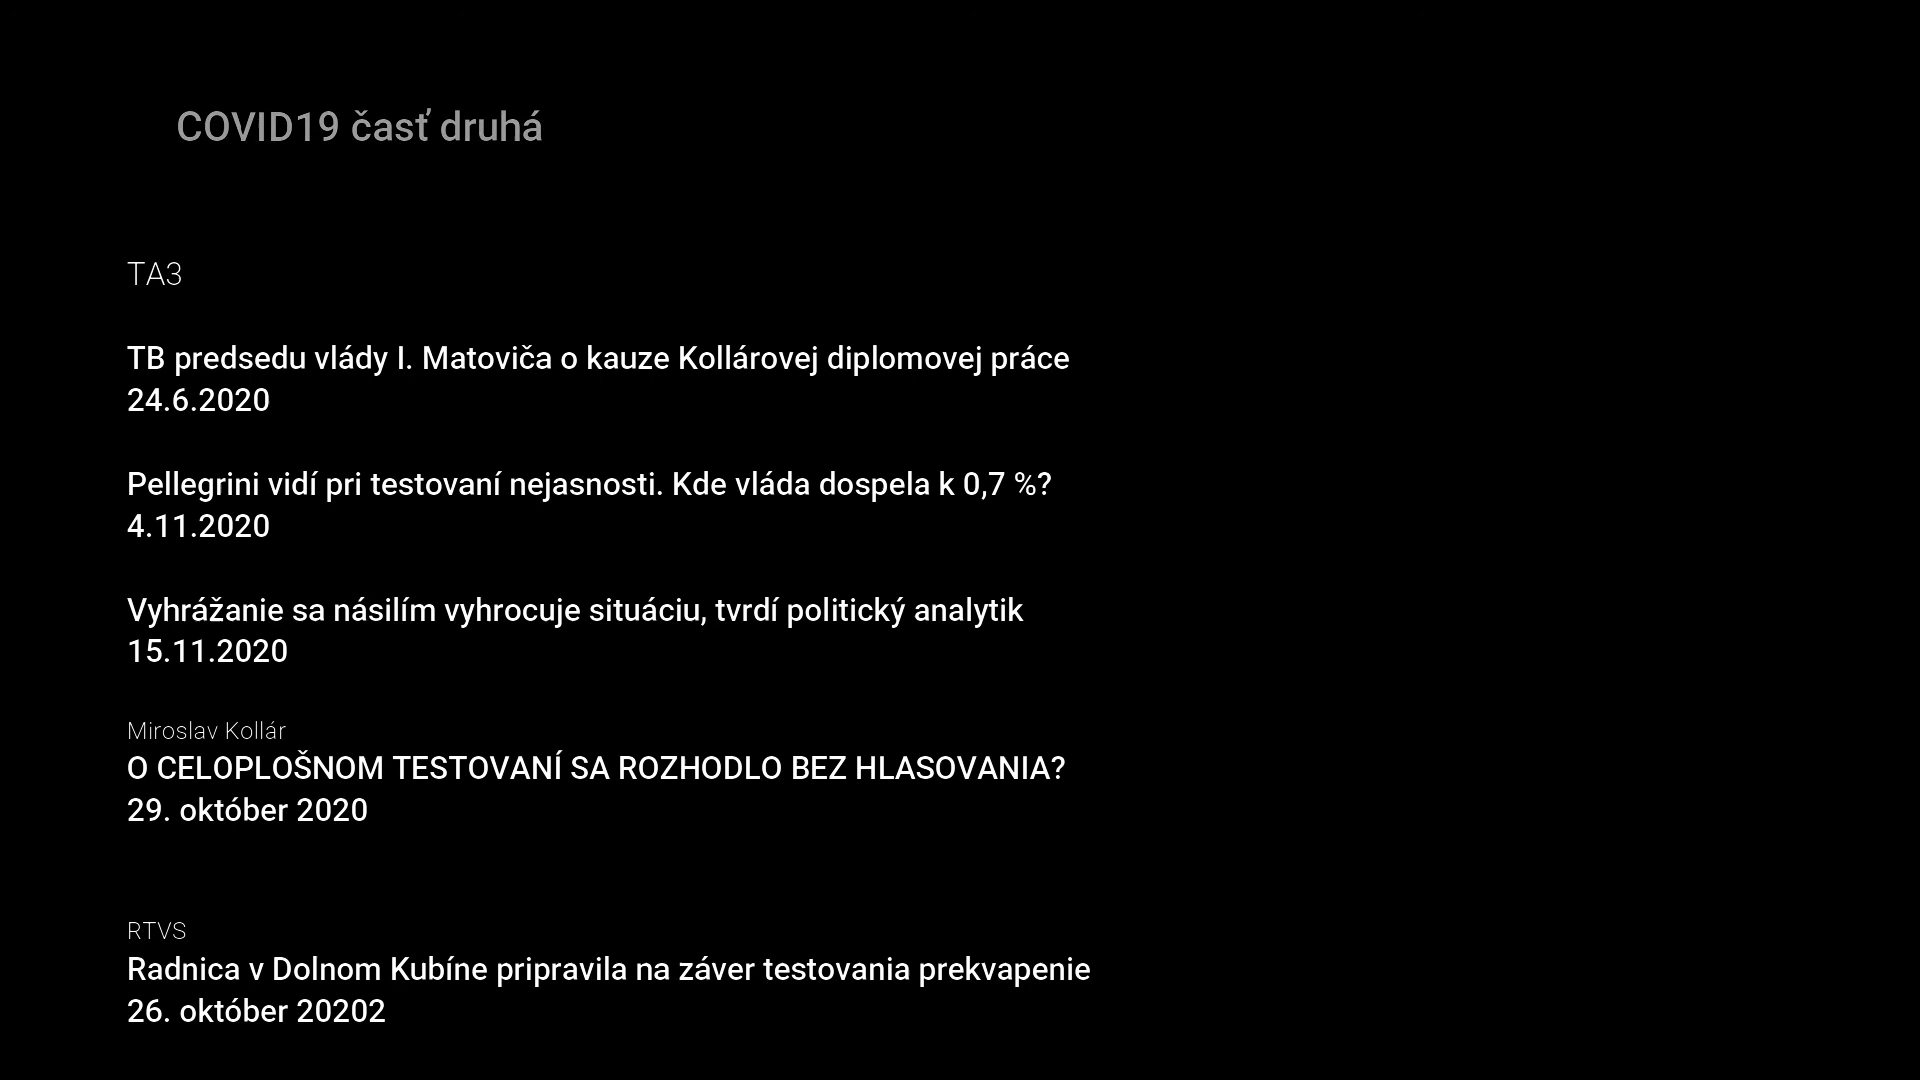 COVID19 časť druhá
TA3
TB predsedu vlády I. Matoviča o kauze Kollárovej diplomovej práce
24.6.2020
Pellegrini vidí pri testovaní nejasnosti. Kde vláda dospela k 0,7 %?
4.11.2020
Vyhrážanie sa násilím vyhrocuje situáciu, tvrdí politický analytik
15.11.2020
Miroslav Kollár
O CELOPLOŠNOM TESTOVANÍ SA ROZHODLO BEZ HLASOVANIA?
29. október 2020
RTVS
Radnica v Dolnom Kubíne pripravila na záver testovania prekvapenie
26. október 20202